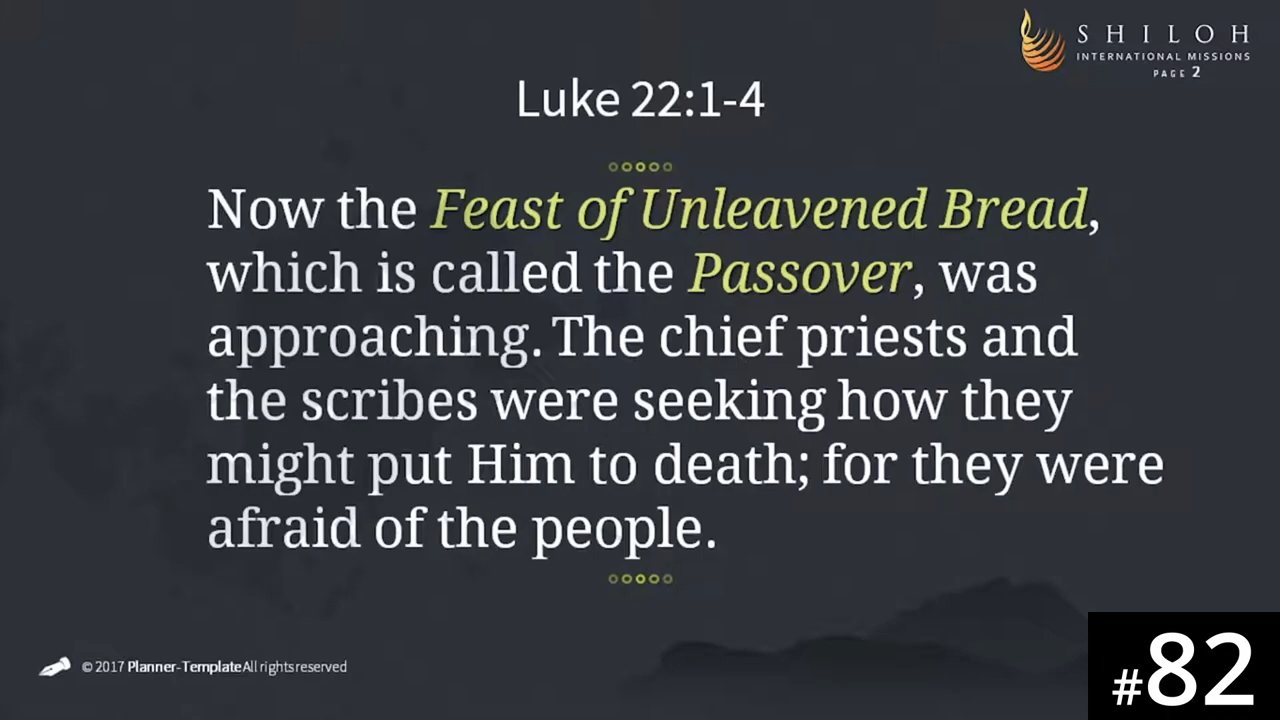 SHILOH
INTERNATIONAL MISSIONS
PAGE 2
Luke 22:1-4
Now the Feast of Unleavened Bread,
which is called the Passover, was
approaching. The chief priests and
the scribes were seeking how they
might put Him to death; for they were
afraid of the people.
© 2017 Planner-Template All rights reserved
#82